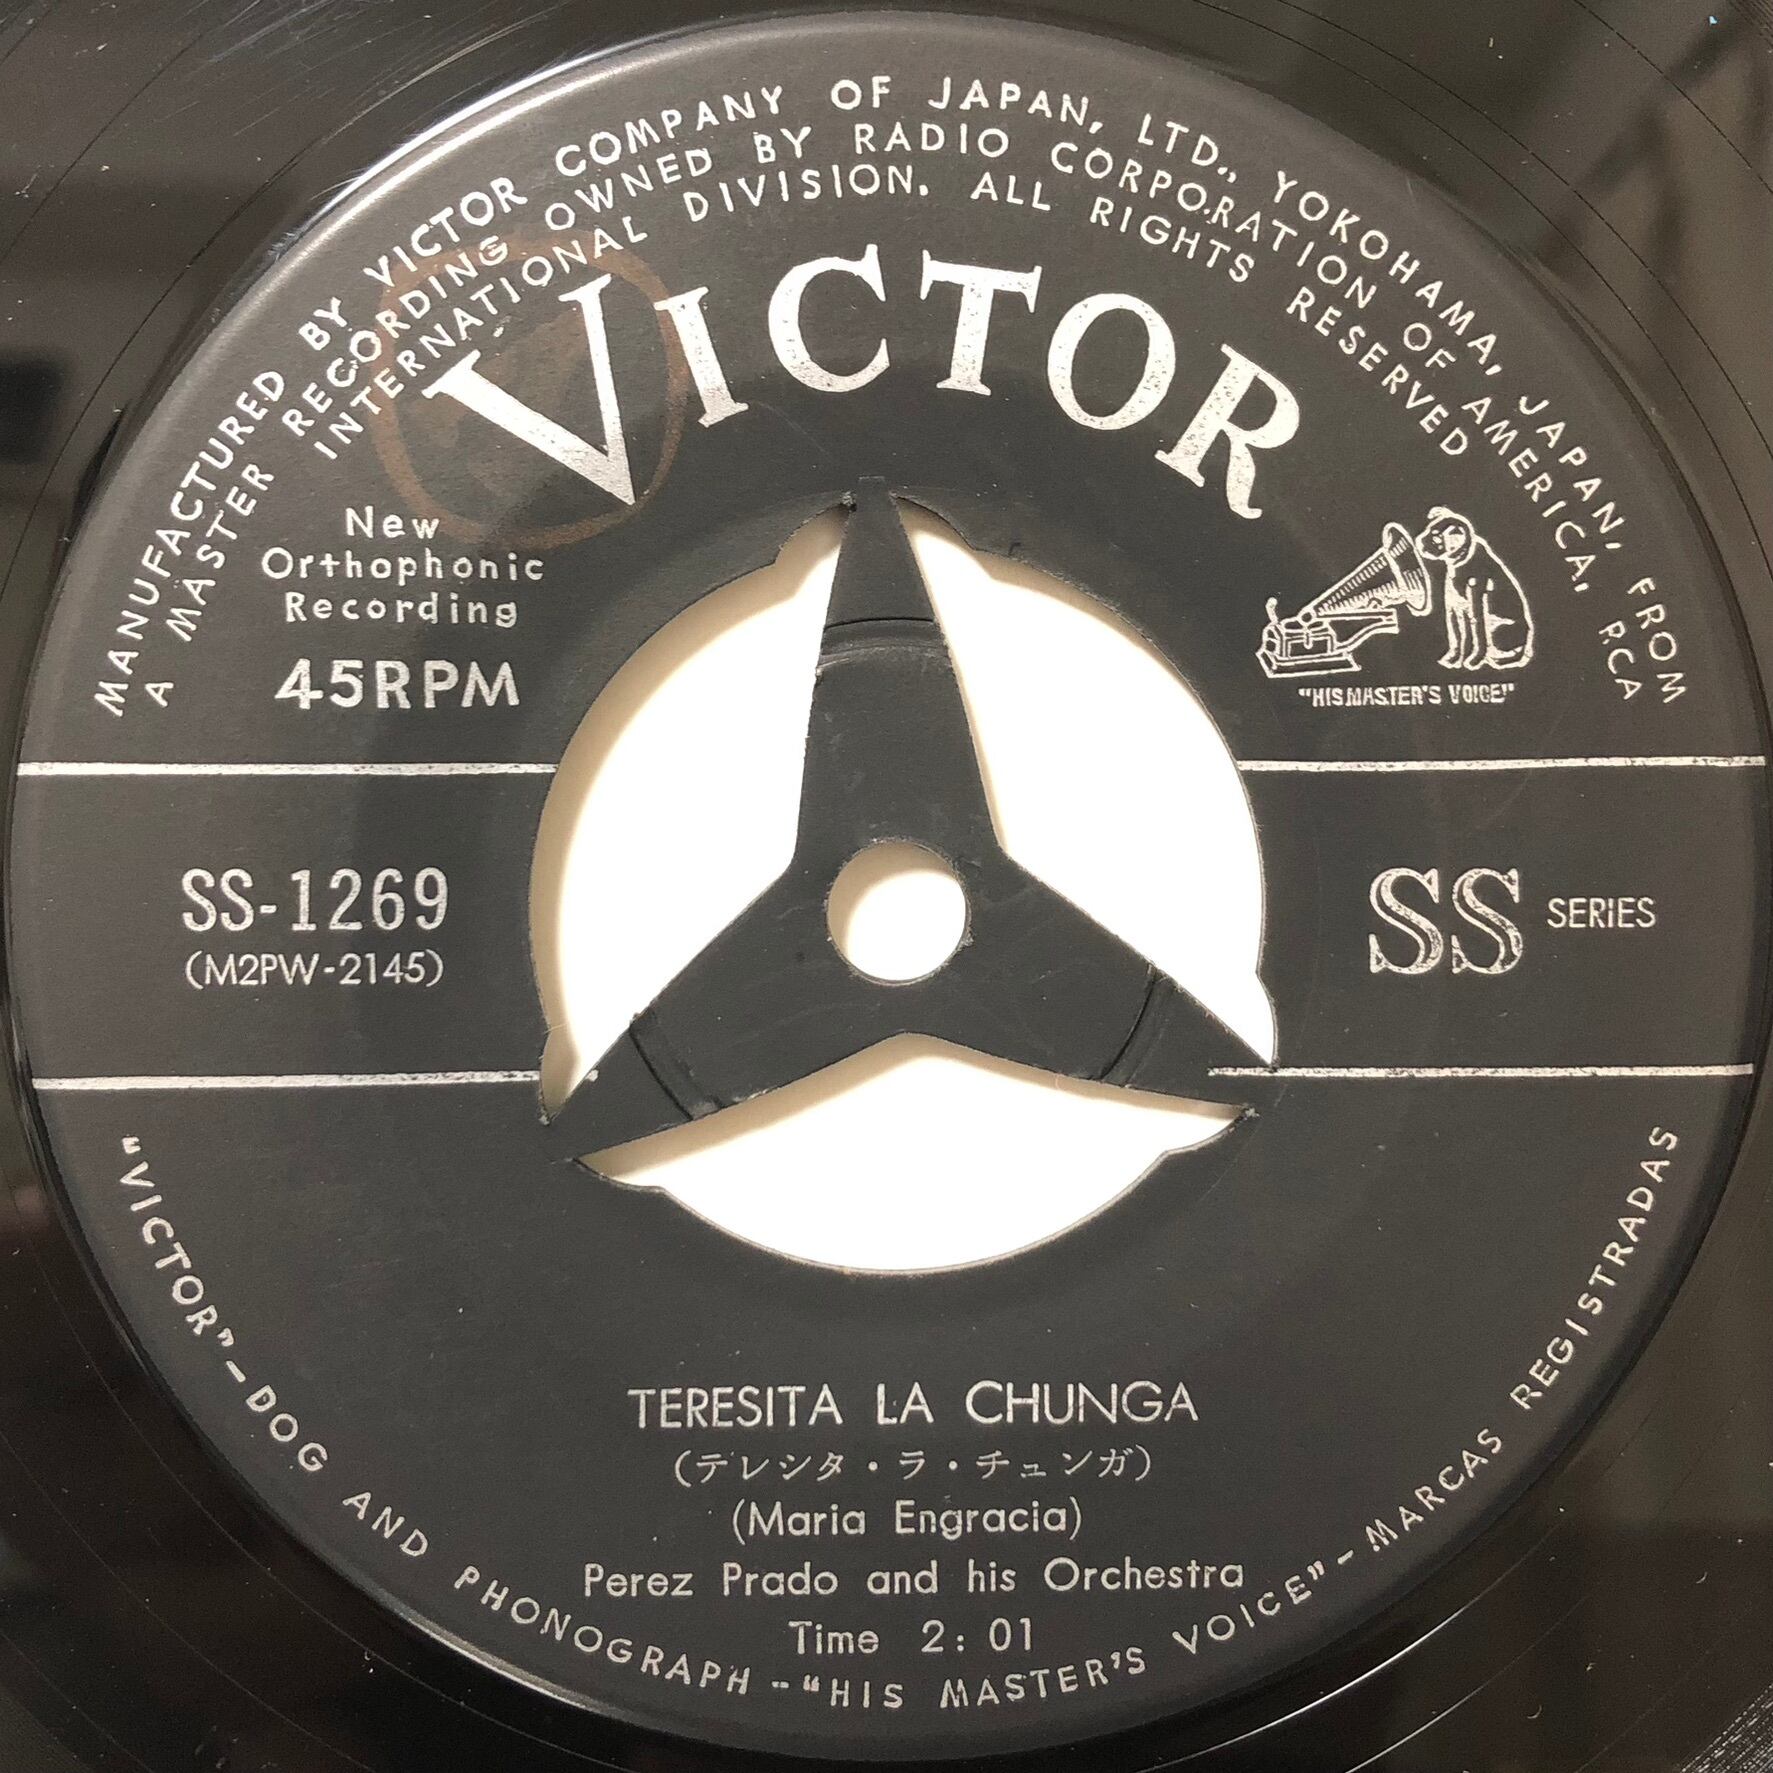 MANUFACTURED BY VICTOR COMPANY OF JAPAN, LTD., YOKOHAMA, JAPAN, FROM
A MASTER RECORDING OWNED BY RADIO CORPORATION OF AMERICA, RCA
INTERNATIONAL DIVISION. ALL RIGHTS RESERVED
VICTOR
New
Orthophonic
Recording
45RPM
"HIS MASTER'S VOICE"
SS-1269
(M2PW-2145)
SS SERIES
TERESITA LA CHUNGA
(テレシタ・ラ・チュンガ)
(Maria Engracia)
Perez Prado and his Orchestra
Time 2:01
"VICTOR"-DOG AND PHONOGRAPH-"HIS MASTER'S VOICE"-MARCAS REGISTRADAS